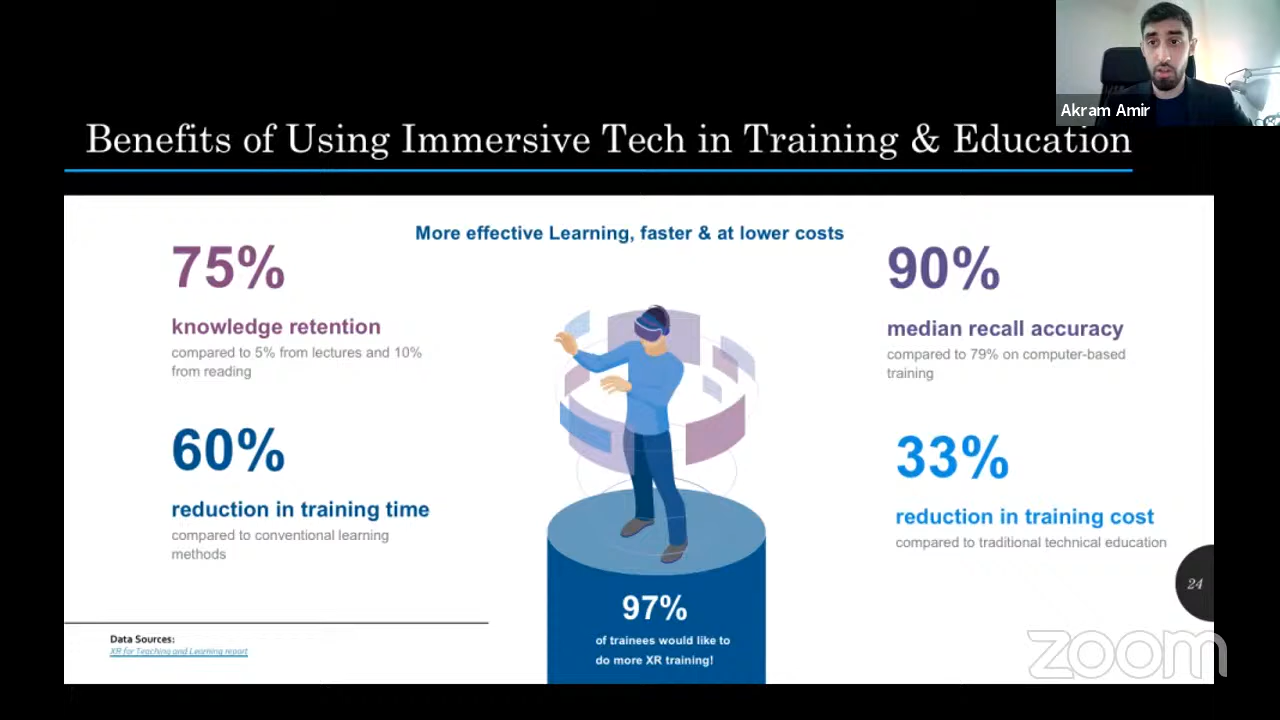 Akram Amir
Benefits of Using Immersive Tech in Training & Education
More effective Learning, faster & at lower costs
75%
knowledge retention
compared to 5% from lectures and 10%
from reading
90%
median recall accuracy
compared to 79% on computer-based
training
60%
reduction in training time
compared to conventional learning
methods
33%
reduction in training cost
compared to traditional technical education
24
97%
of trainees would like to
do more XR training!
Data Sources:
XR for Teaching and Learning report
zoom